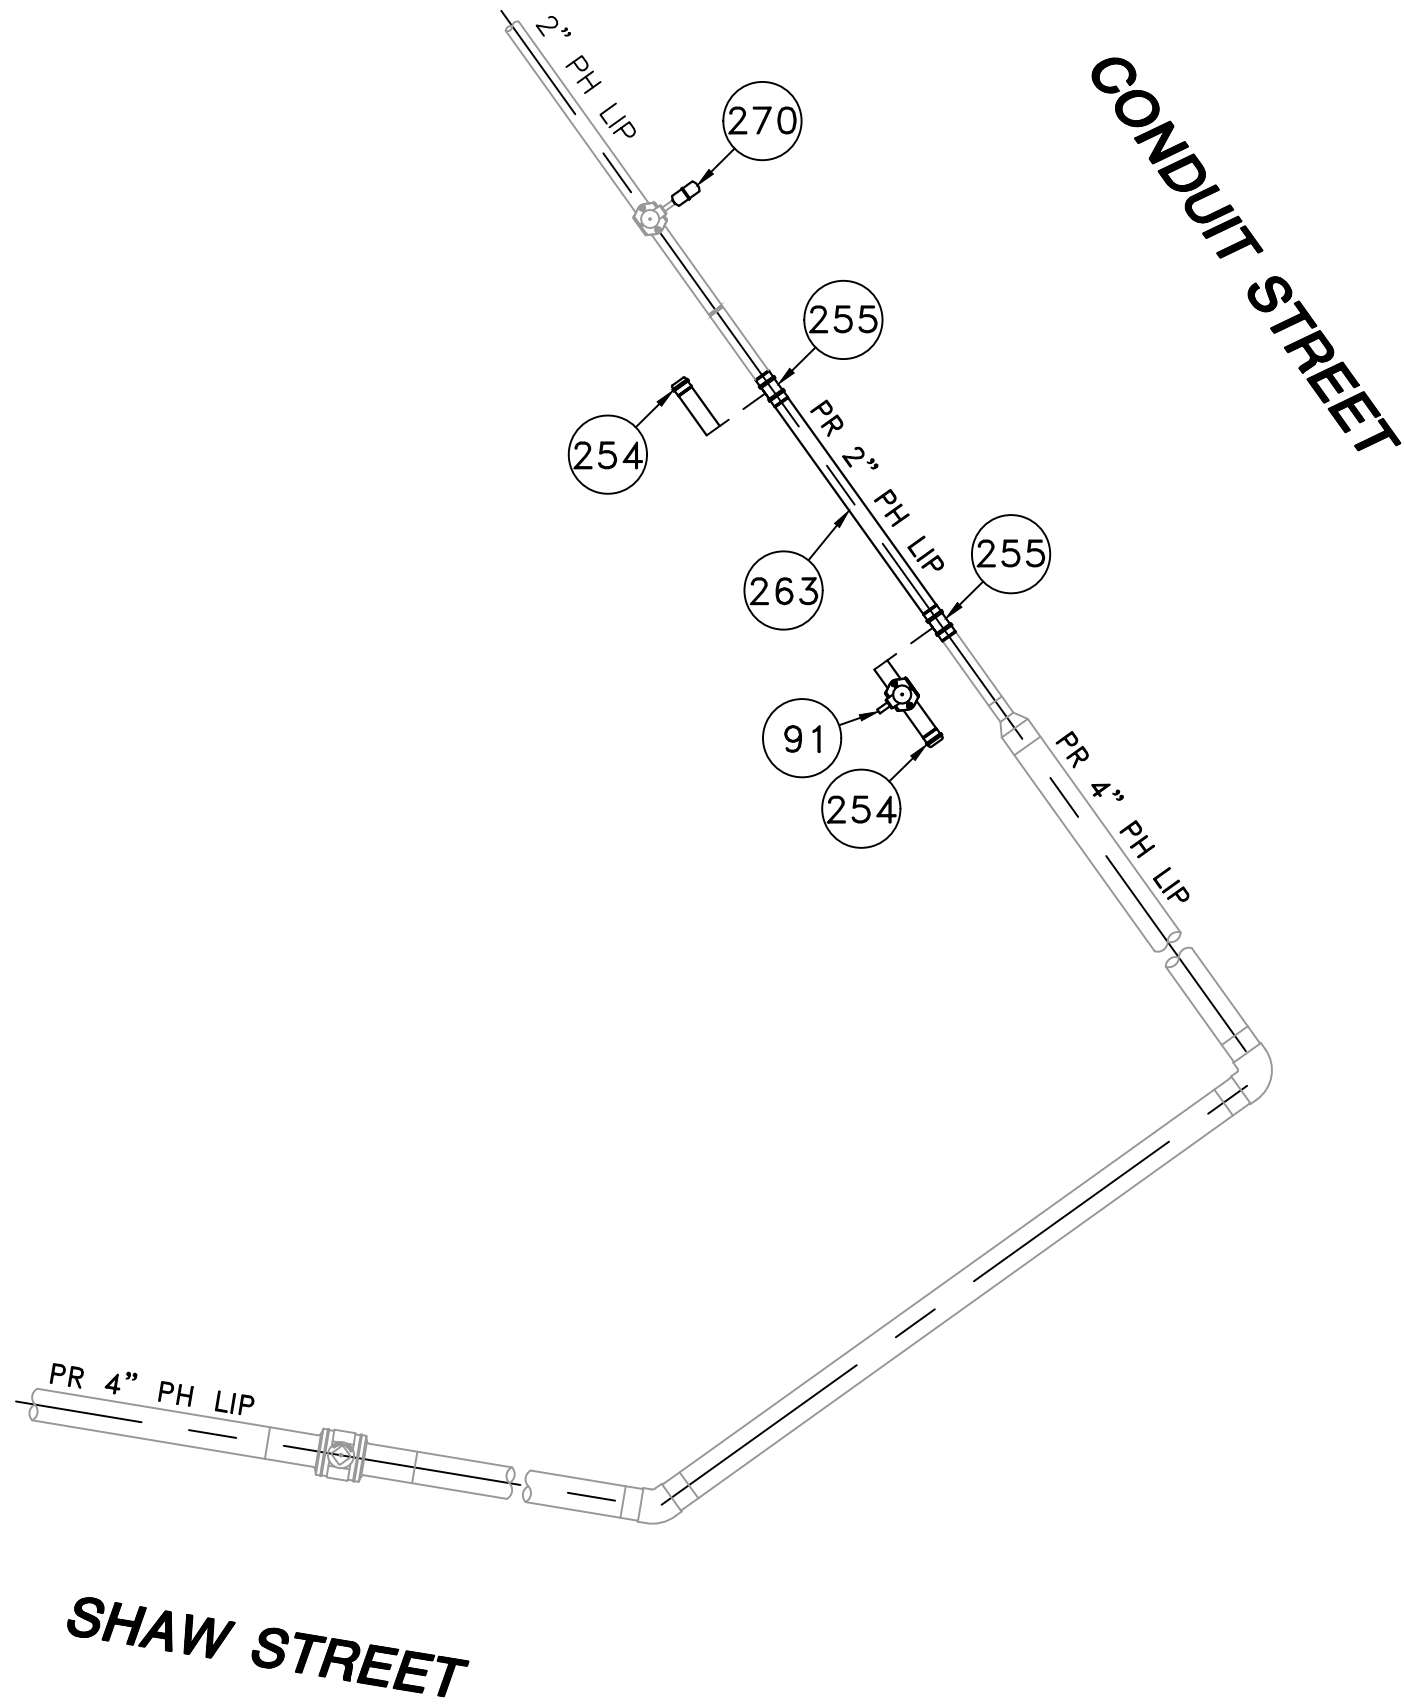 2” PH LIP
CONDUIT STREET
270
255
254
PR 2” PH LIP
255
263
91
PR 4” PH LIP
254
PR 4” PH LIP
SHAW STREET